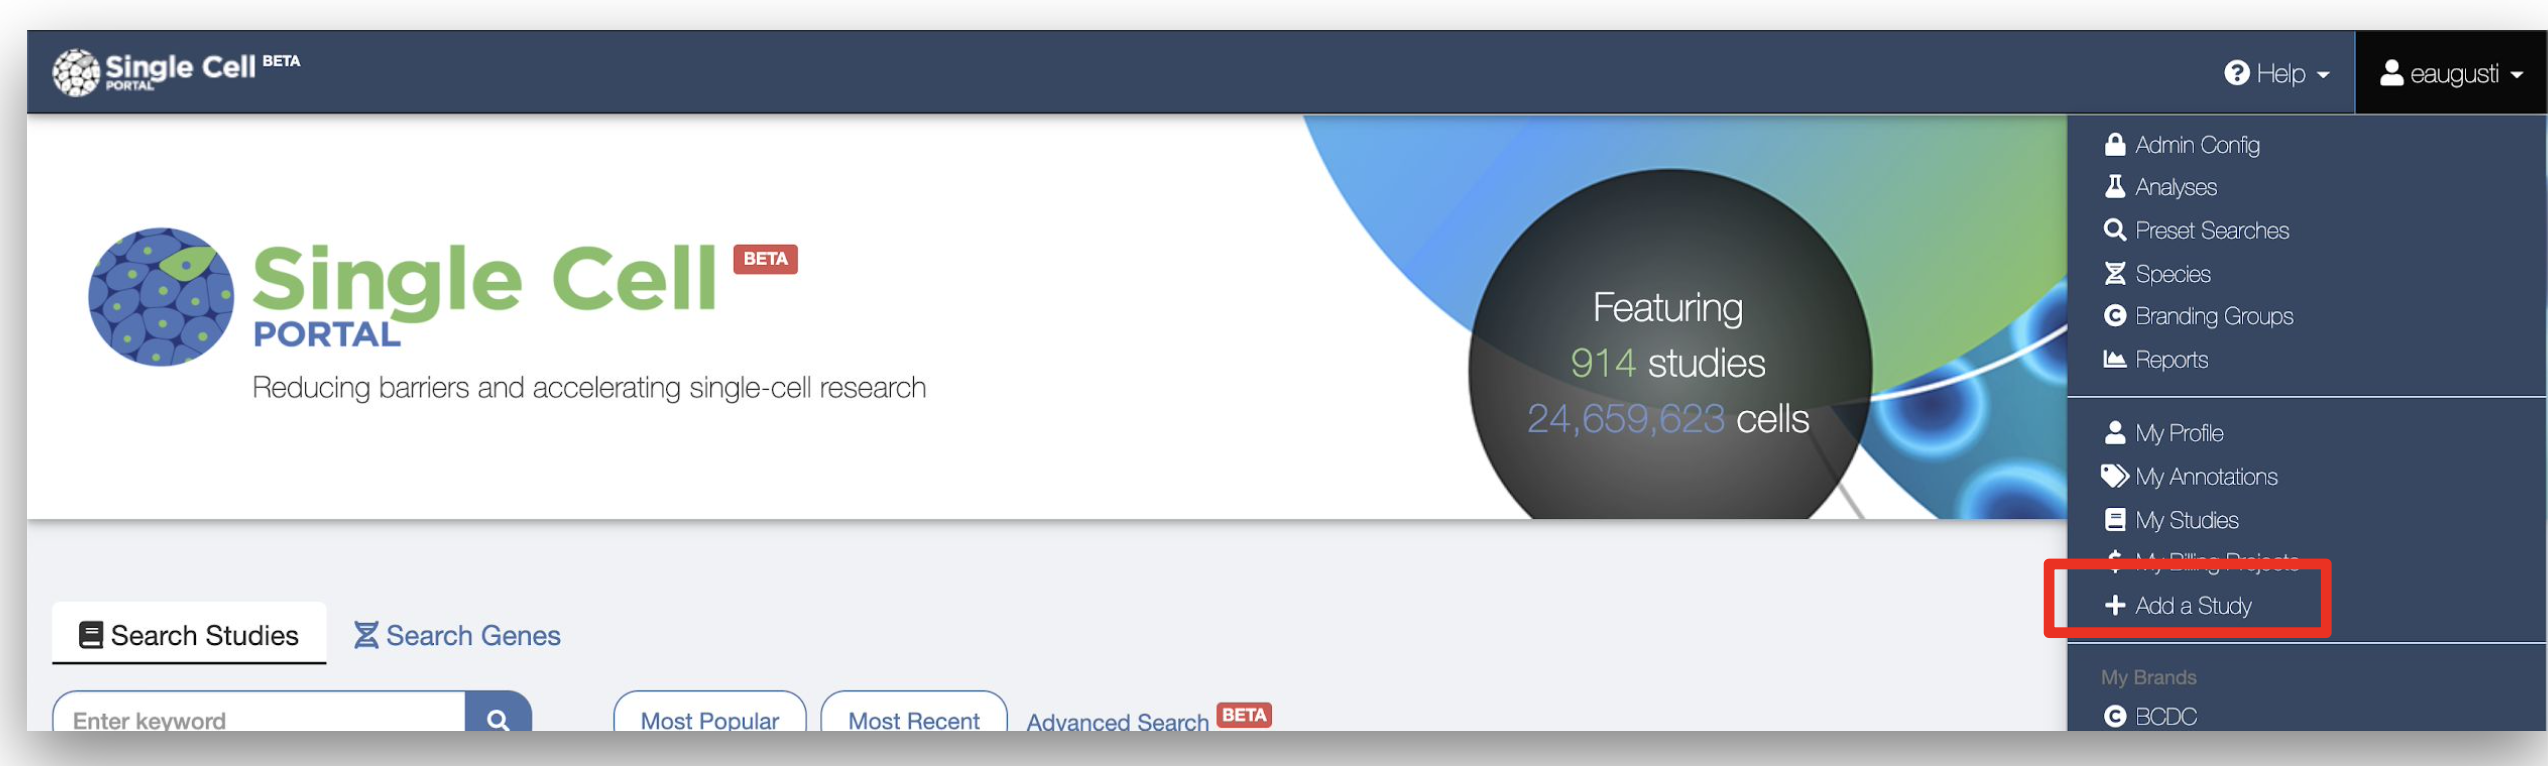 Single Cell BETA
PORTAL
Help
eaugusti
Admin Config
Analyses
Preset Searches
Species
Branding Groups
Reports
My Profile
My Annotations
My Studies
My Billing Projects
Add a Study
My Brands
BCDC
Single Cell BETA
PORTAL
Reducing barriers and accelerating single-cell research
Featuring
914 studies
24,659,623 cells
Search Studies
Search Genes
Enter keyword
Most Popular
Most Recent
Advanced Search BETA